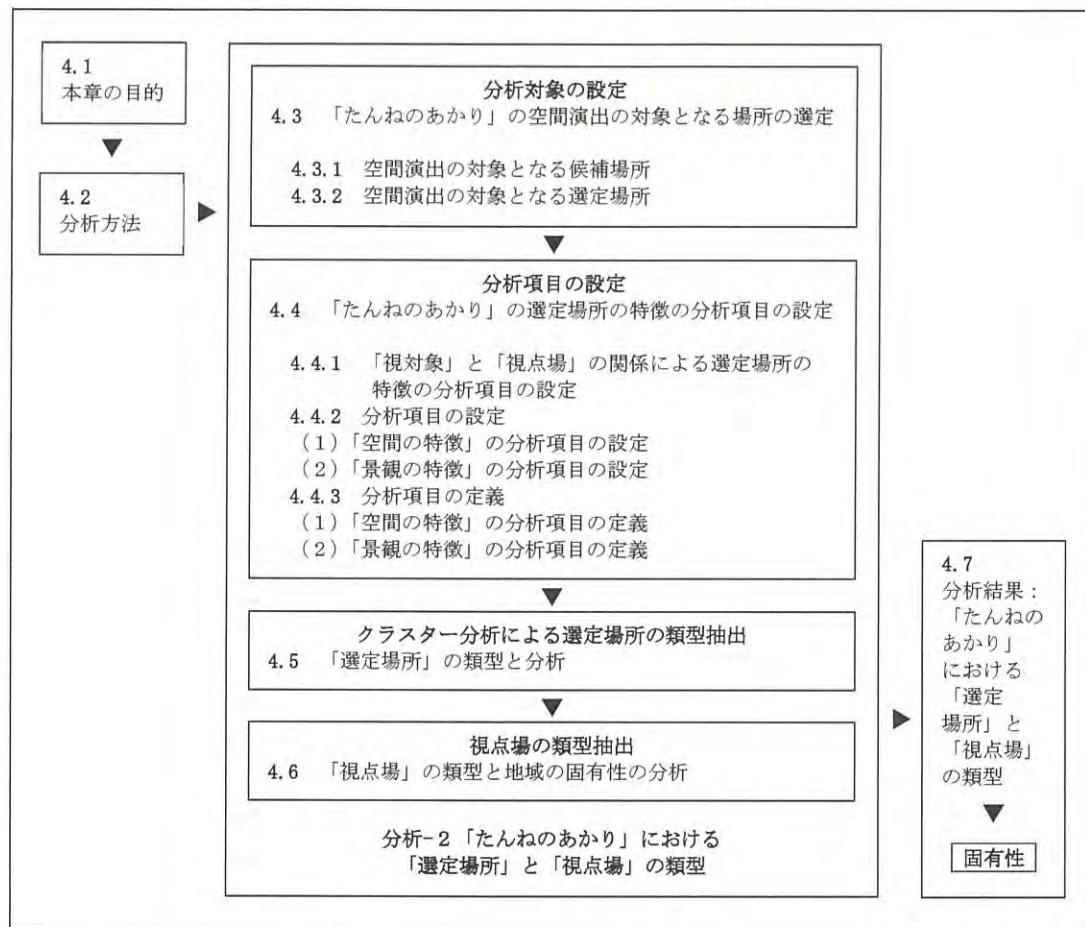 4.1
本章の目的
4.2
分析方法
分析対象の設定
4.3 「たんねのあかり」の空間演出の対象となる場所の選定
4.3.1 空間演出の対象となる候補場所
4.3.2 空間演出の対象となる選定場所
分析項目の設定
4.4 「たんねのあかり」の選定場所の特徴の分析項目の設定
4.4.1 「視対象」と「視点場」の関係による選定場所の
特徴の分析項目の設定
4.4.2 分析項目の設定
(1)「空間の特徴」の分析項目の設定
(2)「景観の特徴」の分析項目の設定
4.4.3 分析項目の定義
(1)「空間の特徴」の分析項目の定義
(2)「景観の特徴」の分析項目の定義
クラスター分析による選定場所の類型抽出
4.5 「選定場所」の類型と分析
視点場の類型抽出
4.6 「視点場」の類型と地域の固有性の分析
分析-2「たんねのあかり」における
「選定場所」と「視点場」の類型
4.7
分析結果:
「たんねの
あかり」
における
「選定
場所」と
「視点場」
の類型
固有性